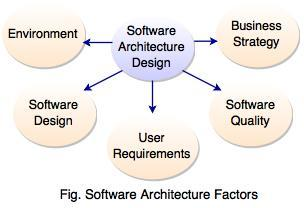 Environment
Software
Architecture
Design
Business
Strategy
Software
Design
User
Requirements
Software
Quality
Fig. Software Architecture Factors